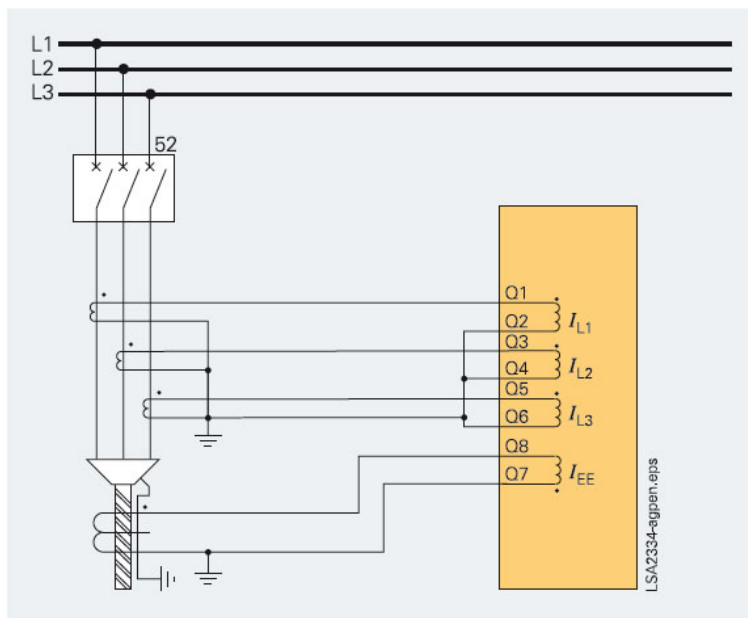 L1
L2
L3
52
Q1
Q2
IL1
Q3
Q4
IL2
Q5
Q6
IL3
Q8
Q7
IEE
LSA2334-agpen.eps